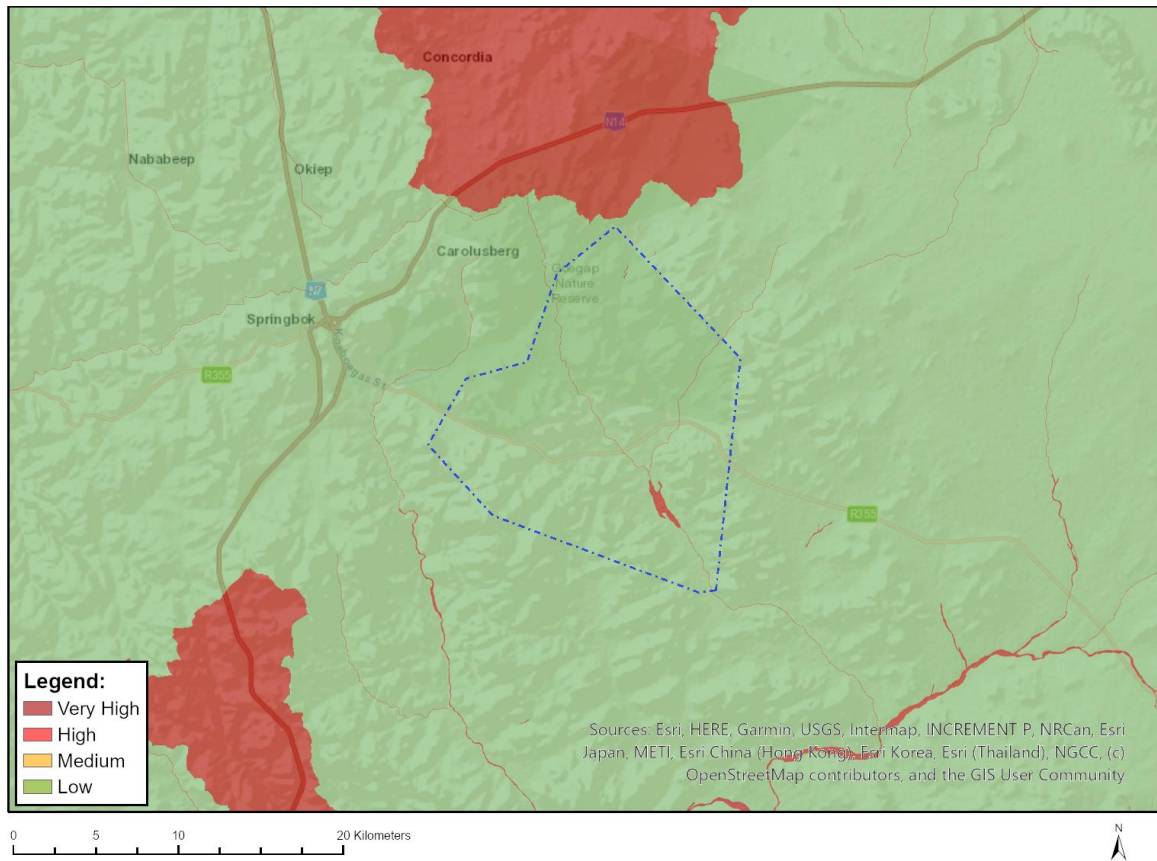 Concordia
N14
Nababeep
Okiep
Carolusberg
Goegap
Nature
Reserve
N7
Springbok
R355
R355
Legend:
Very High
High
Medium
Low
Sources: Esri, HERE, Garmin, USGS, Intermap, INCREMENT P, NRCan, Esri
Japan, METI, Esri China (Hong Kong), Esri Korea, Esri (Thailand), NGCC, (c)
OpenStreetMap contributors, and the GIS User Community
0 5 10 20 Kilometers
N